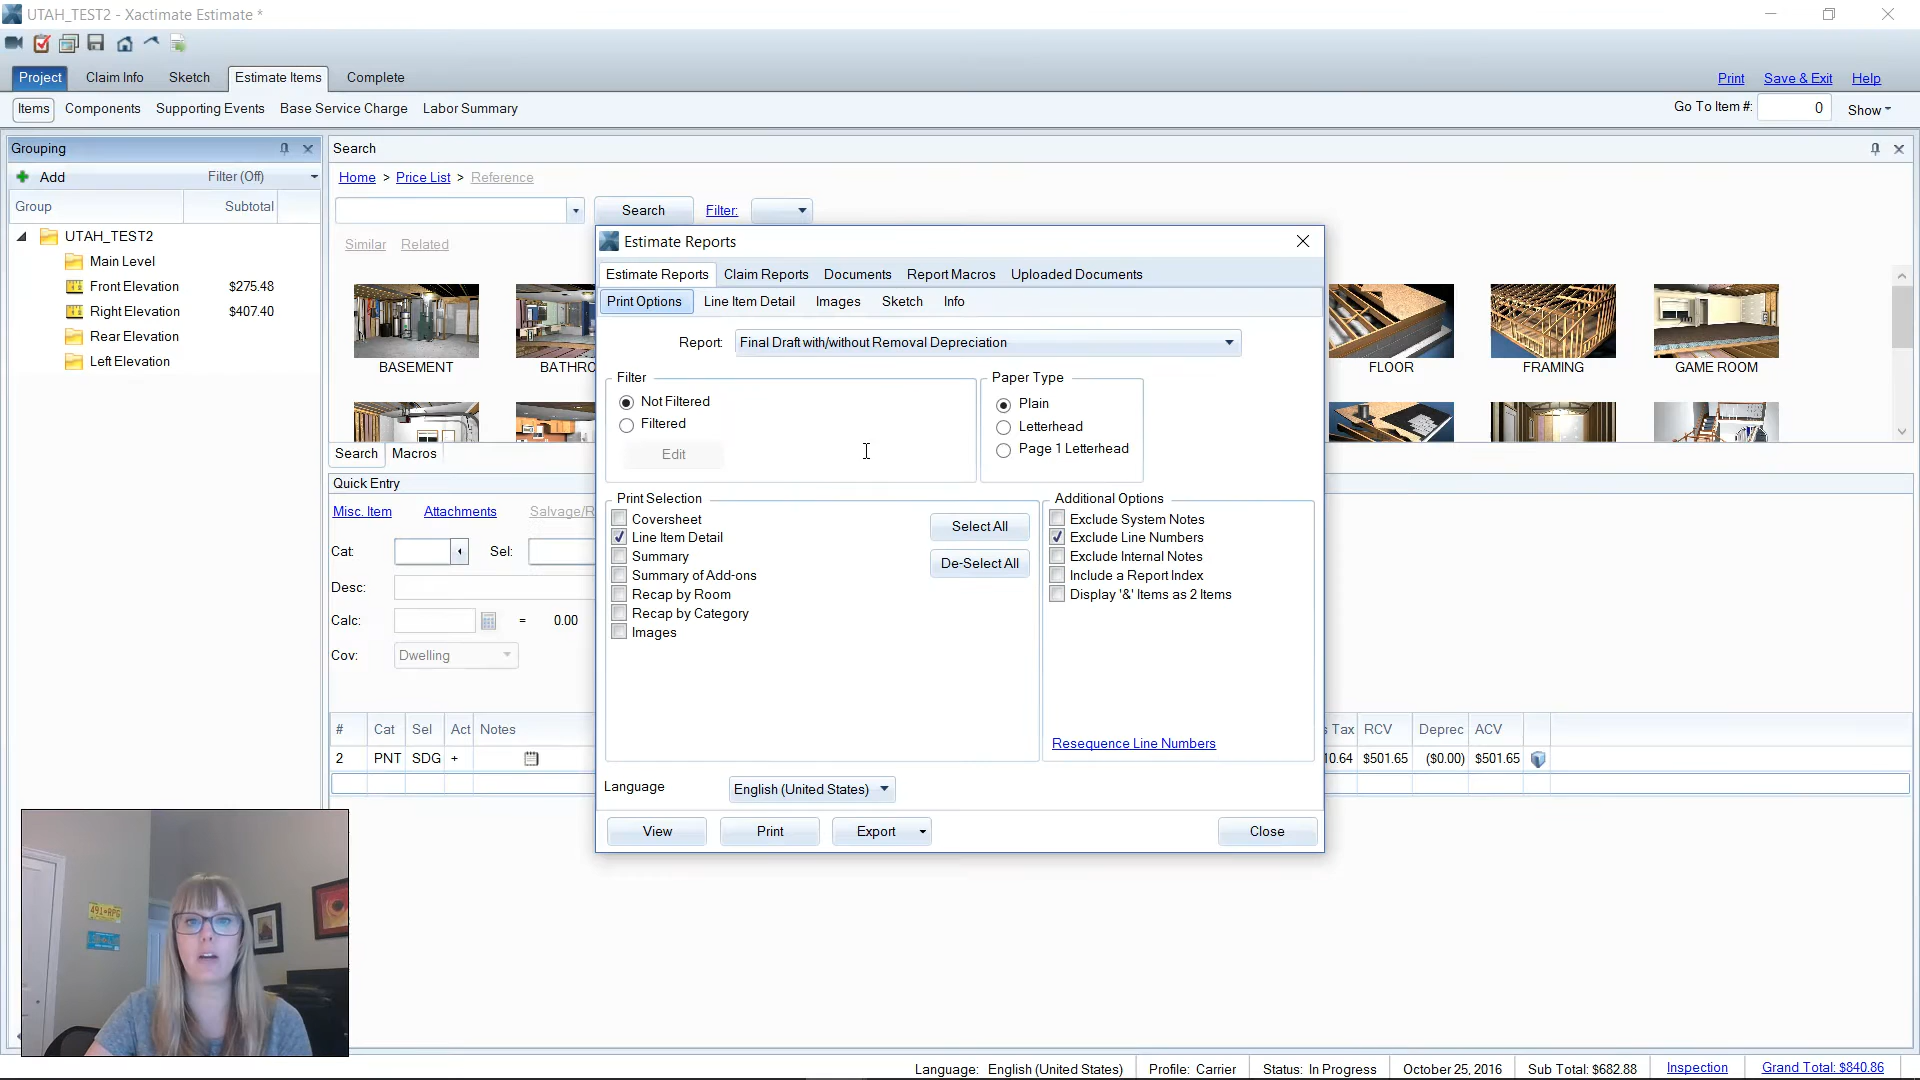 UTAH_TEST2 - Xactimate Estimate *
Project Claim Info Sketch Estimate Items Complete Print Save & Exit Help
Items Components Supporting Events Base Service Charge Labor Summary Go To Item #: 0 Show
Grouping
Add Filter (Off)
Group Subtotal
UTAH_TEST2
Main Level
Front Elevation $275.48
Right Elevation $407.40
Rear Elevation
Left Elevation
Search
Home > Price List > Reference
Search Filter:
Similar Related
BASEMENT BATHRO FLOOR FRAMING GAME ROOM
Search Macros
Quick Entry
Misc. Item Attachments Salvage/R
Cat: Sel:
Desc:
Calc: = 0.00
Cov: Dwelling
# Cat Sel Act Notes s Tax RCV Deprec ACV
2 PNT SDG + 10.64 $501.65 ($0.00) $501.65
Estimate Reports
Estimate Reports Claim Reports Documents Report Macros Uploaded Documents
Print Options Line Item Detail Images Sketch Info
Report: Final Draft with/without Removal Depreciation
Filter
Not Filtered
Filtered
Edit
Paper Type
Plain
Letterhead
Page 1 Letterhead
Print Selection
Coversheet
Line Item Detail
Summary
Summary of Add-ons
Recap by Room
Recap by Category
Images
Select All
De-Select All
Additional Options
Exclude System Notes
Exclude Line Numbers
Exclude Internal Notes
Include a Report Index
Display '&' Items as 2 Items
Resequence Line Numbers
Language English (United States)
View Print Export Close
491 RPG
Language: English (United States) Profile: Carrier Status: In Progress October 25, 2016 Sub Total: $682.88 Inspection Grand Total: $840.86